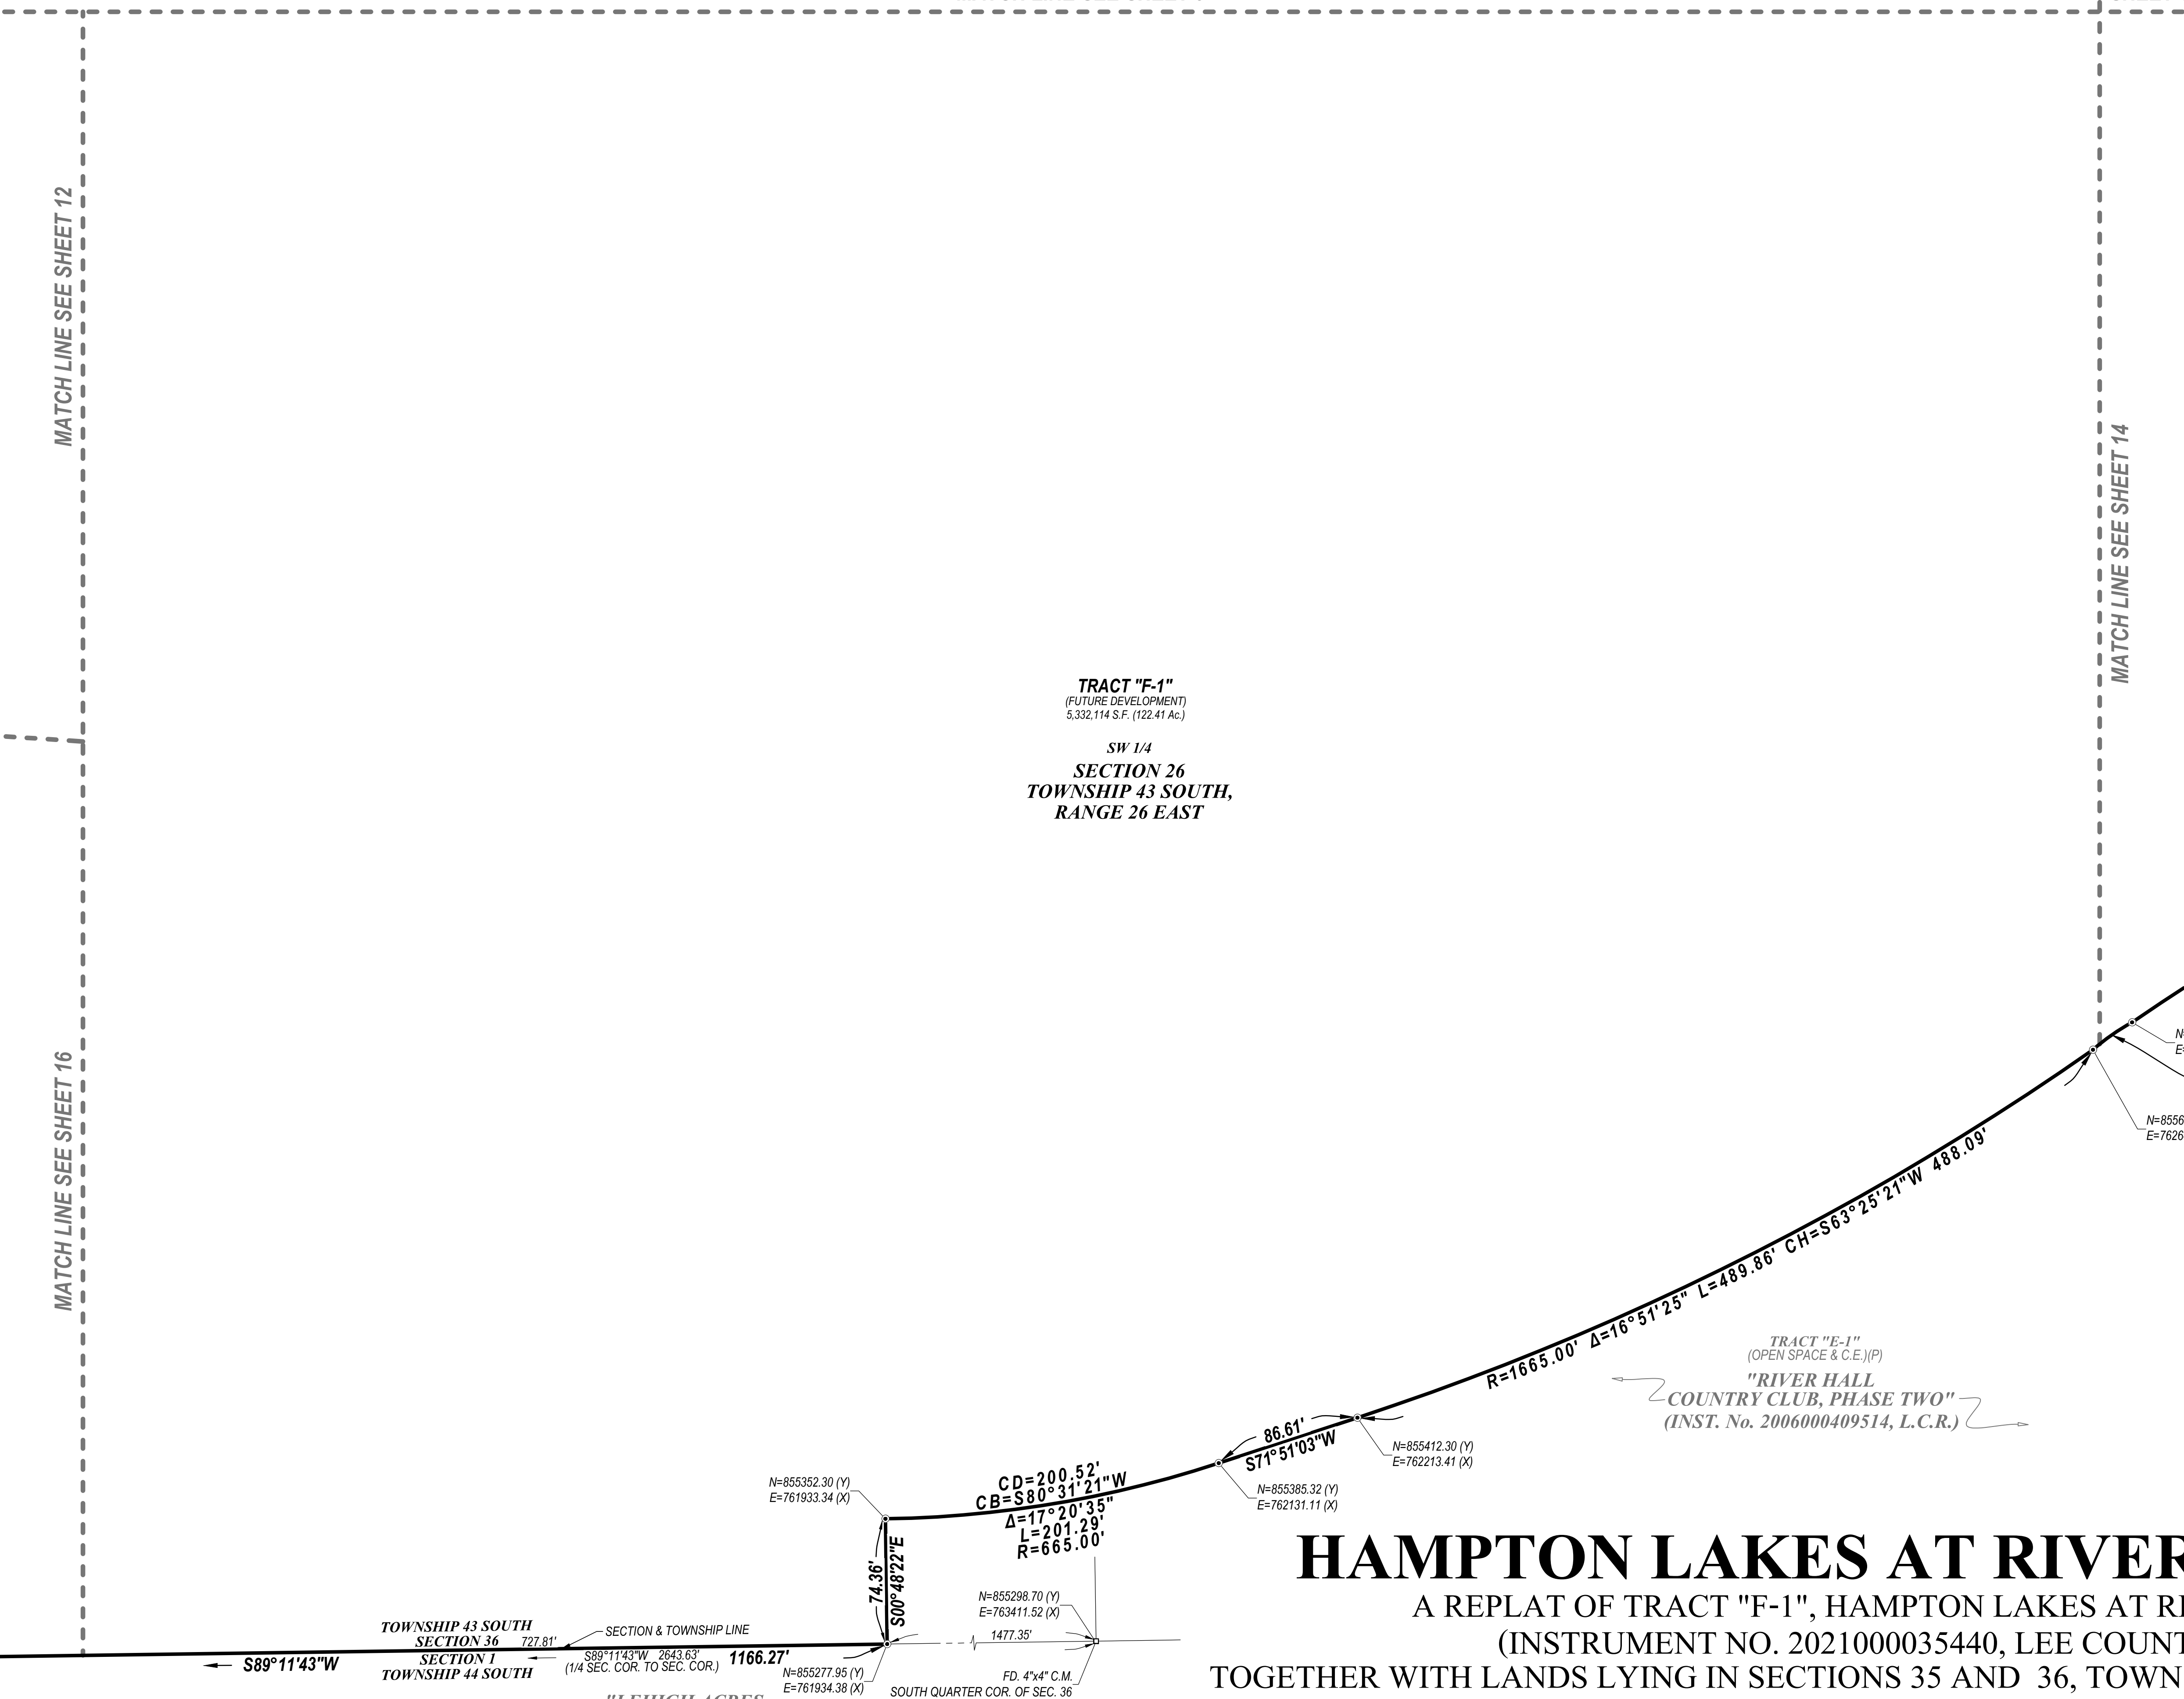 MATCH LINE SEE SHEET 12
MATCH LINE SEE SHEET 14
TRACT "F-1"
(FUTURE DEVELOPMENT)
5,332,114 S.F. (122.41 Ac.)
SW 1/4
SECTION 26
TOWNSHIP 43 SOUTH,
RANGE 26 EAST
MATCH LINE SEE SHEET 16
N=8556
E=7626
R=1665.00' Δ=16°51'25" L=489.86' CH=S63°25'21"W 488.09'
TRACT "E-1"
(OPEN SPACE & C.E.)(P)
"RIVER HALL
COUNTRY CLUB, PHASE TWO"
(INST. No. 2006000409514, L.C.R.)
86.61'
S71°51'03"W
N=855412.30 (Y)
E=762213.41 (X)
N=855385.32 (Y)
E=762131.11 (X)
N=855352.30 (Y)
E=761933.34 (X)
CD=200.52'
CB=S80°31'21"W
Δ=17°20'35"
L=201.29'
R=665.00'
74.36'
S00°48'22"E
N=855298.70 (Y)
E=763411.52 (X)
1477.35'
FD. 4"x4" C.M.
SOUTH QUARTER COR. OF SEC. 36
TOWNSHIP 43 SOUTH
SECTION 36
727.81'
SECTION & TOWNSHIP LINE
SECTION 1
TOWNSHIP 44 SOUTH
S89°11'43"W
S89°11'43"W 2643.63'
(1/4 SEC. COR. TO SEC. COR.)
1166.27'
N=855277.95 (Y)
E=761934.38 (X)
"LEHIGH ACRES
HAMPTON LAKES AT RIVER
A REPLAT OF TRACT "F-1", HAMPTON LAKES AT RI
(INSTRUMENT NO. 2021000035440, LEE COUNT
TOGETHER WITH LANDS LYING IN SECTIONS 35 AND 36, TOWN